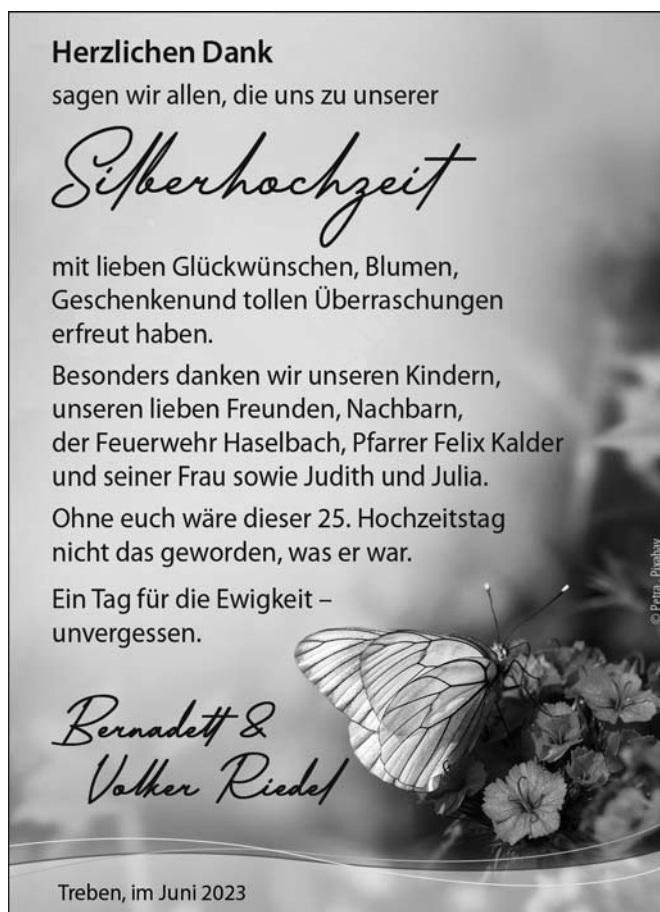 Herzlichen Dank
sagen wir allen, die uns zu unserer
Silberhochzeit
mit lieben Glückwünschen, Blumen,
Geschenkenund tollen Überraschungen
erfreut haben.
Besonders danken wir unseren Kindern,
unseren lieben Freunden, Nachbarn,
der Feuerwehr Haselbach, Pfarrer Felix Kalder
und seiner Frau sowie Judith und Julia.
Ohne euch wäre dieser 25. Hochzeitstag
nicht das geworden, was er war.
Ein Tag für die Ewigkeit –
unvergessen.
Bernadett &
Volker Riedel
Treben, im Juni 2023
© Petra_Pixabay